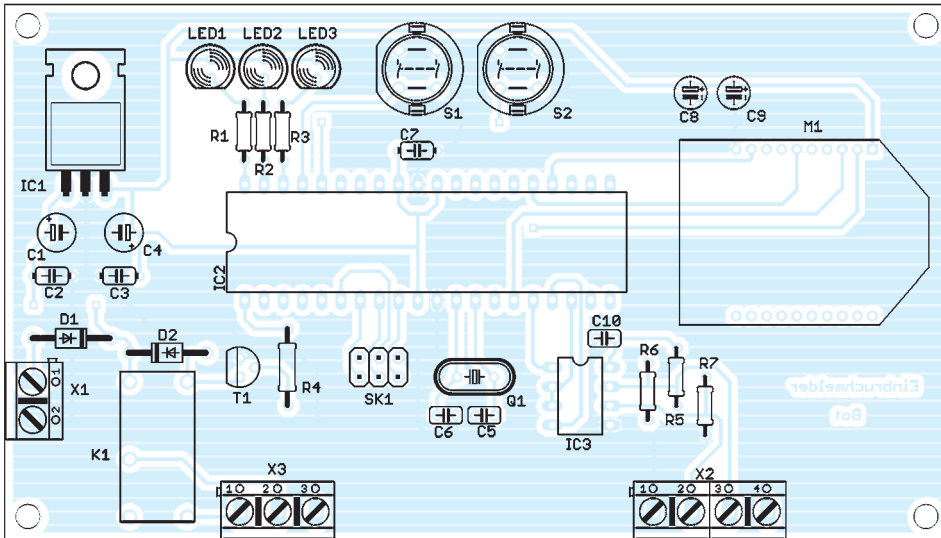 LED1 LED2 LED3
S1 S2
C8 C9
M1
R1 R2 R3
C7
IC1
C1 C4
C2 C3
IC2
D1
D2
C10
X1
1
2
T1
R4
SK1
Q1
C6 C5
IC3
R6
R5
R7
Einbruchmelder
Bot
K1
X3
1 2 3
X2
1 2 3 4